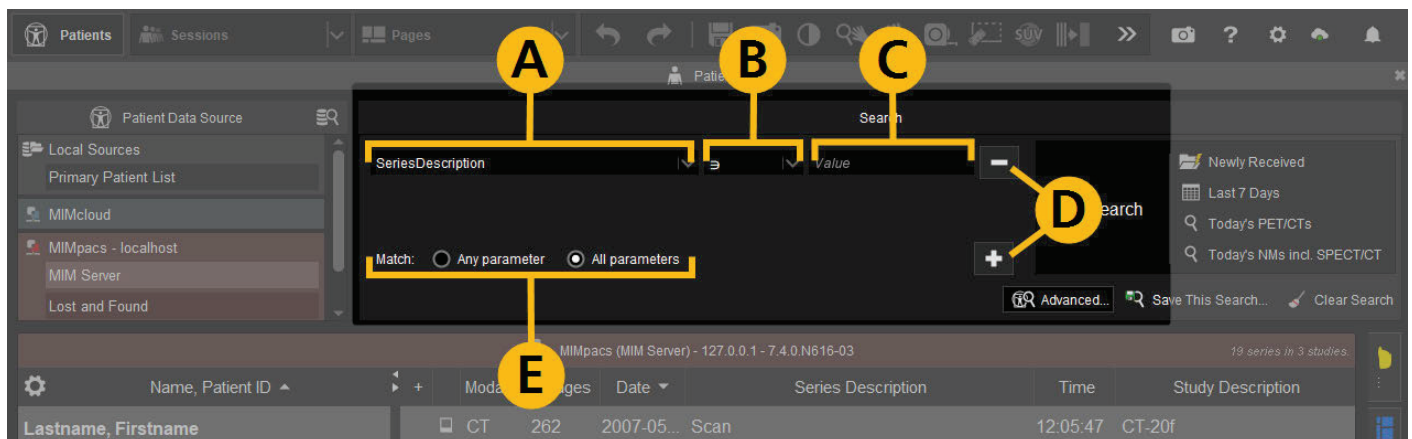 Patients Sessions Pages SUV
A B C
Patient Data Source Search
Local Sources
Primary Patient List
MIMcloud
MIMpacs - localhost
MIM Server
Lost and Found
SeriesDescription ∋ Value
D
Match: Any parameter All parameters
E
Newly Received
Last 7 Days
Today's PET/CTs
Today's NMs incl. SPECT/CT
Advanced... Save This Search... Clear Search
MIMpacs (MIM Server) - 127.0.0.1 - 7.4.0.N616-03 19 series in 3 studies.
Name, Patient ID Date Series Description Time Study Description
Lastname, Firstname CT 262 2007-05... Scan 12:05:47 CT-20f